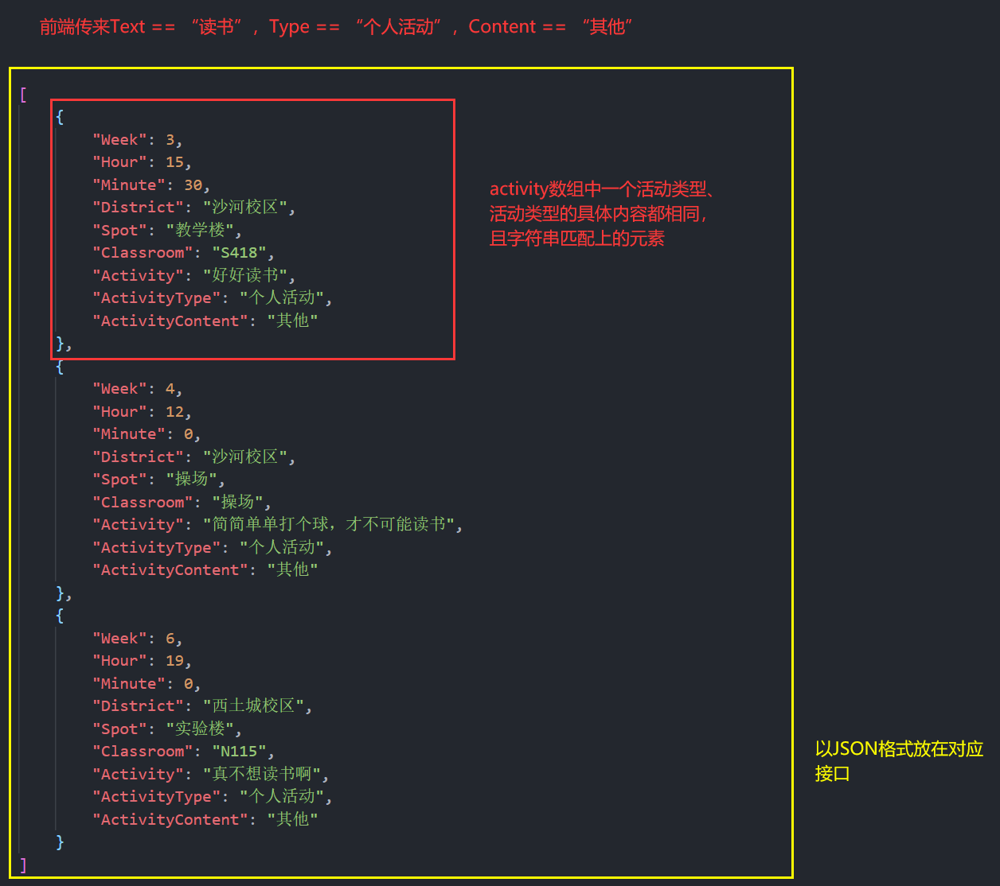 前端传来Text == “读书”，Type == “个人活动”，Content == “其他”
[
{
"Week": 3,
"Hour": 15,
"Minute": 30,
"District": "沙河校区",
"Spot": "教学楼",
"Classroom": "S418",
"Activity": "好好读书",
"ActivityType": "个人活动",
"ActivityContent": "其他"
},
activity数组中一个活动类型、
活动类型的具体内容都相同，
且字符串匹配上的元素
{
"Week": 4,
"Hour": 12,
"Minute": 0,
"District": "沙河校区",
"Spot": "操场",
"Classroom": "操场",
"Activity": "简简单单打个球，才不可能读书",
"ActivityType": "个人活动",
"ActivityContent": "其他"
},
{
"Week": 6,
"Hour": 19,
"Minute": 0,
"District": "西土城校区",
"Spot": "实验楼",
"Classroom": "N115",
"Activity": "真不想读书啊",
"ActivityType": "个人活动",
"ActivityContent": "其他"
}
]
以JSON格式放在对应
接口